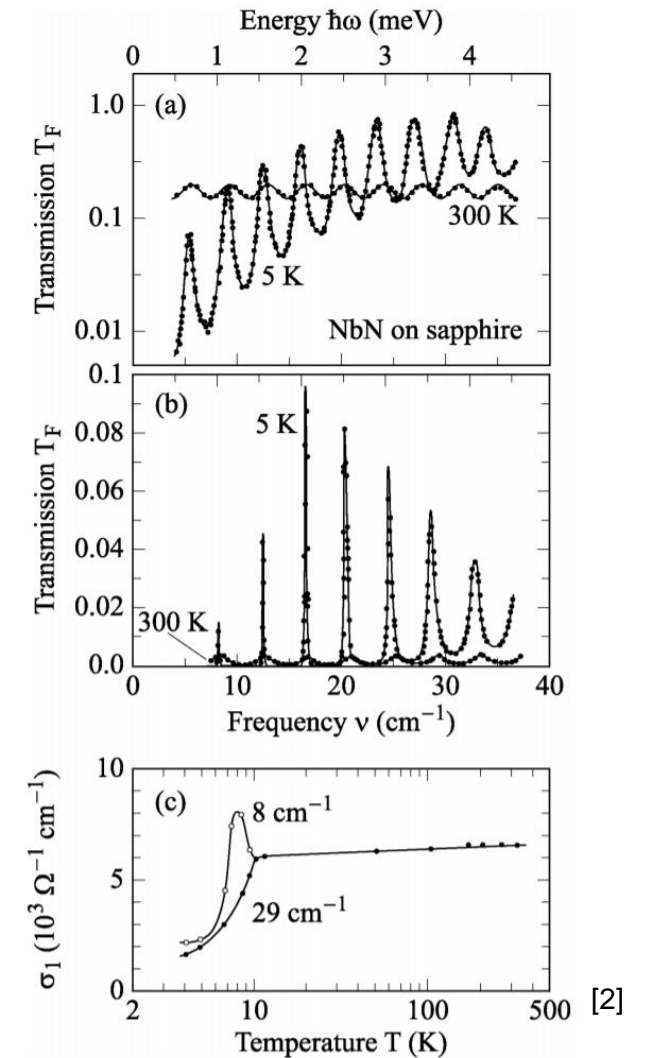 Energy ħω (meV)
0 1 2 3 4
(a)
1.0
0.1
0.01
Transmission T_F
300 K
5 K
NbN on sapphire
0.1
(b)
5 K
0.08
0.06
0.04
0.02
0.0
Transmission T_F
300 K
0 10 20 30 40
Frequency ν (cm⁻¹)
10
(c)
8 cm⁻¹
5
29 cm⁻¹
0
σ₁ (10³ Ω⁻¹ cm⁻¹)
2 10 100 500
Temperature T (K)
[2]